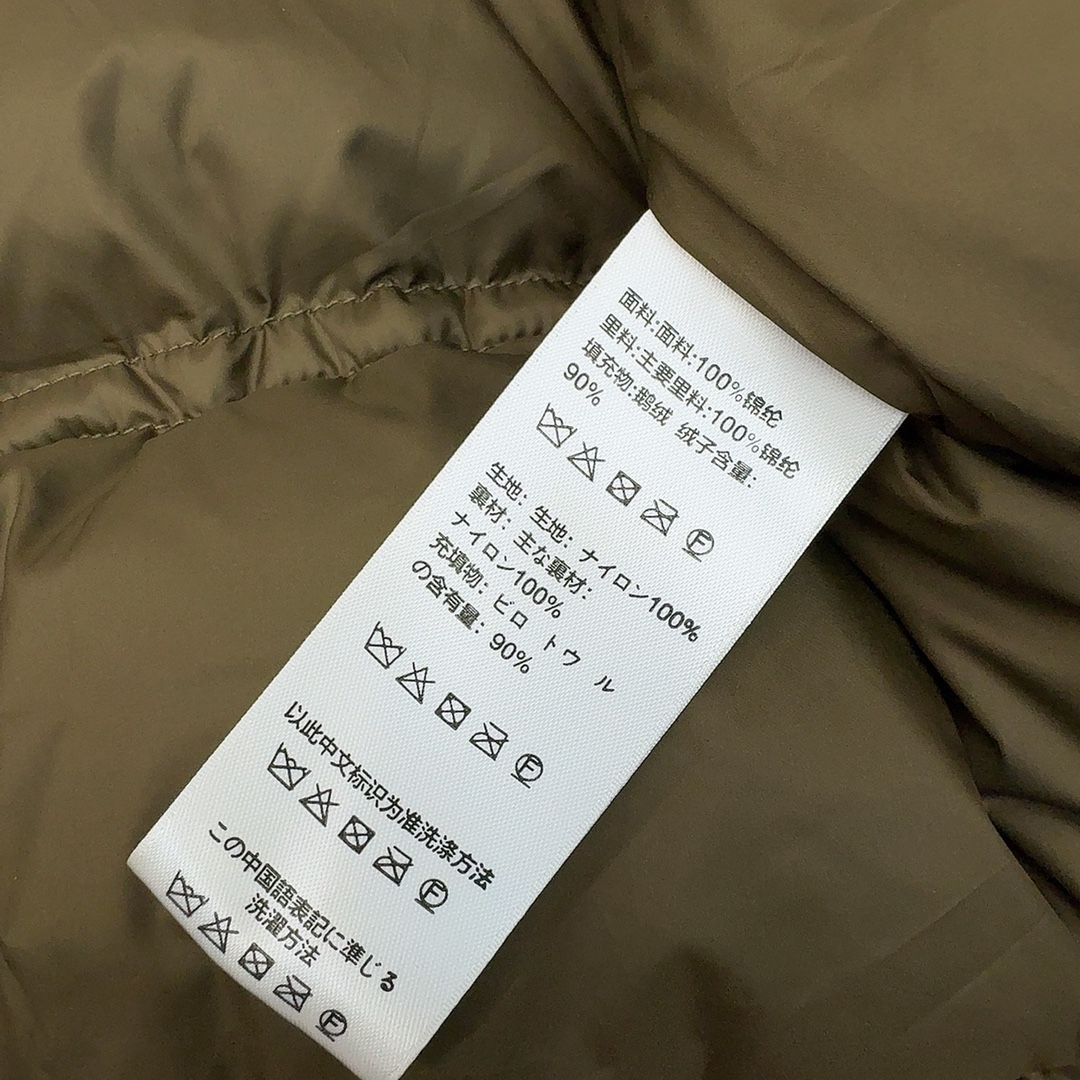 面料:面料:100%锦纶
里料:主要里料:100%锦纶
填充物:鹅绒 绒子含量:
90%
F
生地: 生地: ナイロン100%
裏材: 主な裏材:
ナイロン100%
充填物: ビロ トウ ル
の含有量: 90%
F
以此中文标识为准洗涤方法
F
この中国語表記に準じる
洗濯方法
F